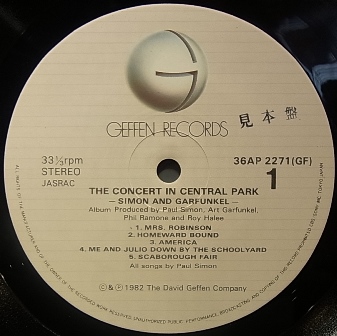 GEFFEN RECORDS
見本盤
33⅓rpm
STEREO
JASRAC
36AP 2271(GF)
1
THE CONCERT IN CENTRAL PARK
— SIMON AND GARFUNKEL —
Album Produced by Paul Simon, Art Garfunkel,
Phil Ramone and Roy Halee
1. MRS. ROBINSON
2. HOMEWARD BOUND
3. AMERICA
4. ME AND JULIO DOWN BY THE SCHOOLYARD
5. SCABOROUGH FAIR
All songs by Paul Simon
© & ℗ 1982 The David Geffen Company